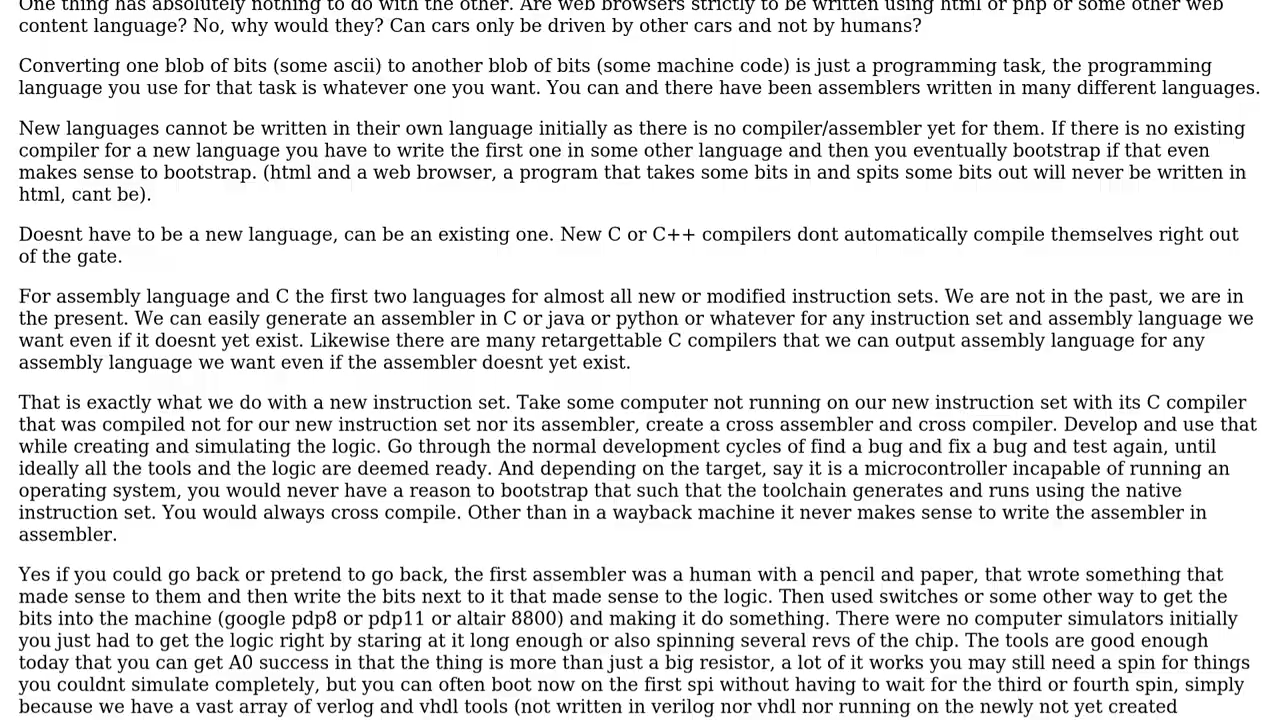 One thing has absolutely nothing to do with the other. Are web browsers strictly to be written using html or php or some other web
content language? No, why would they? Can cars only be driven by other cars and not by humans?
Converting one blob of bits (some ascii) to another blob of bits (some machine code) is just a programming task, the programming
language you use for that task is whatever one you want. You can and there have been assemblers written in many different languages.
New languages cannot be written in their own language initially as there is no compiler/assembler yet for them. If there is no existing
compiler for a new language you have to write the first one in some other language and then you eventually bootstrap if that even
makes sense to bootstrap. (html and a web browser, a program that takes some bits in and spits some bits out will never be written in
html, cant be).
Doesnt have to be a new language, can be an existing one. New C or C++ compilers dont automatically compile themselves right out
of the gate.
For assembly language and C the first two languages for almost all new or modified instruction sets. We are not in the past, we are in
the present. We can easily generate an assembler in C or java or python or whatever for any instruction set and assembly language we
want even if it doesnt yet exist. Likewise there are many retargettable C compilers that we can output assembly language for any
assembly language we want even if the assembler doesnt yet exist.
That is exactly what we do with a new instruction set. Take some computer not running on our new instruction set with its C compiler
that was compiled not for our new instruction set nor its assembler, create a cross assembler and cross compiler. Develop and use that
while creating and simulating the logic. Go through the normal development cycles of find a bug and fix a bug and test again, until
ideally all the tools and the logic are deemed ready. And depending on the target, say it is a microcontroller incapable of running an
operating system, you would never have a reason to bootstrap that such that the toolchain generates and runs using the native
instruction set. You would always cross compile. Other than in a wayback machine it never makes sense to write the assembler in
assembler.
Yes if you could go back or pretend to go back, the first assembler was a human with a pencil and paper, that wrote something that
made sense to them and then write the bits next to it that made sense to the logic. Then used switches or some other way to get the
bits into the machine (google pdp8 or pdp11 or altair 8800) and making it do something. There were no computer simulators initially
you just had to get the logic right by staring at it long enough or also spinning several revs of the chip. The tools are good enough
today that you can get A0 success in that the thing is more than just a big resistor, a lot of it works you may still need a spin for things
you couldnt simulate completely, but you can often boot now on the first spi without having to wait for the third or fourth spin, simply
because we have a vast array of verlog and vhdl tools (not written in verilog nor vhdl nor running on the newly not yet created